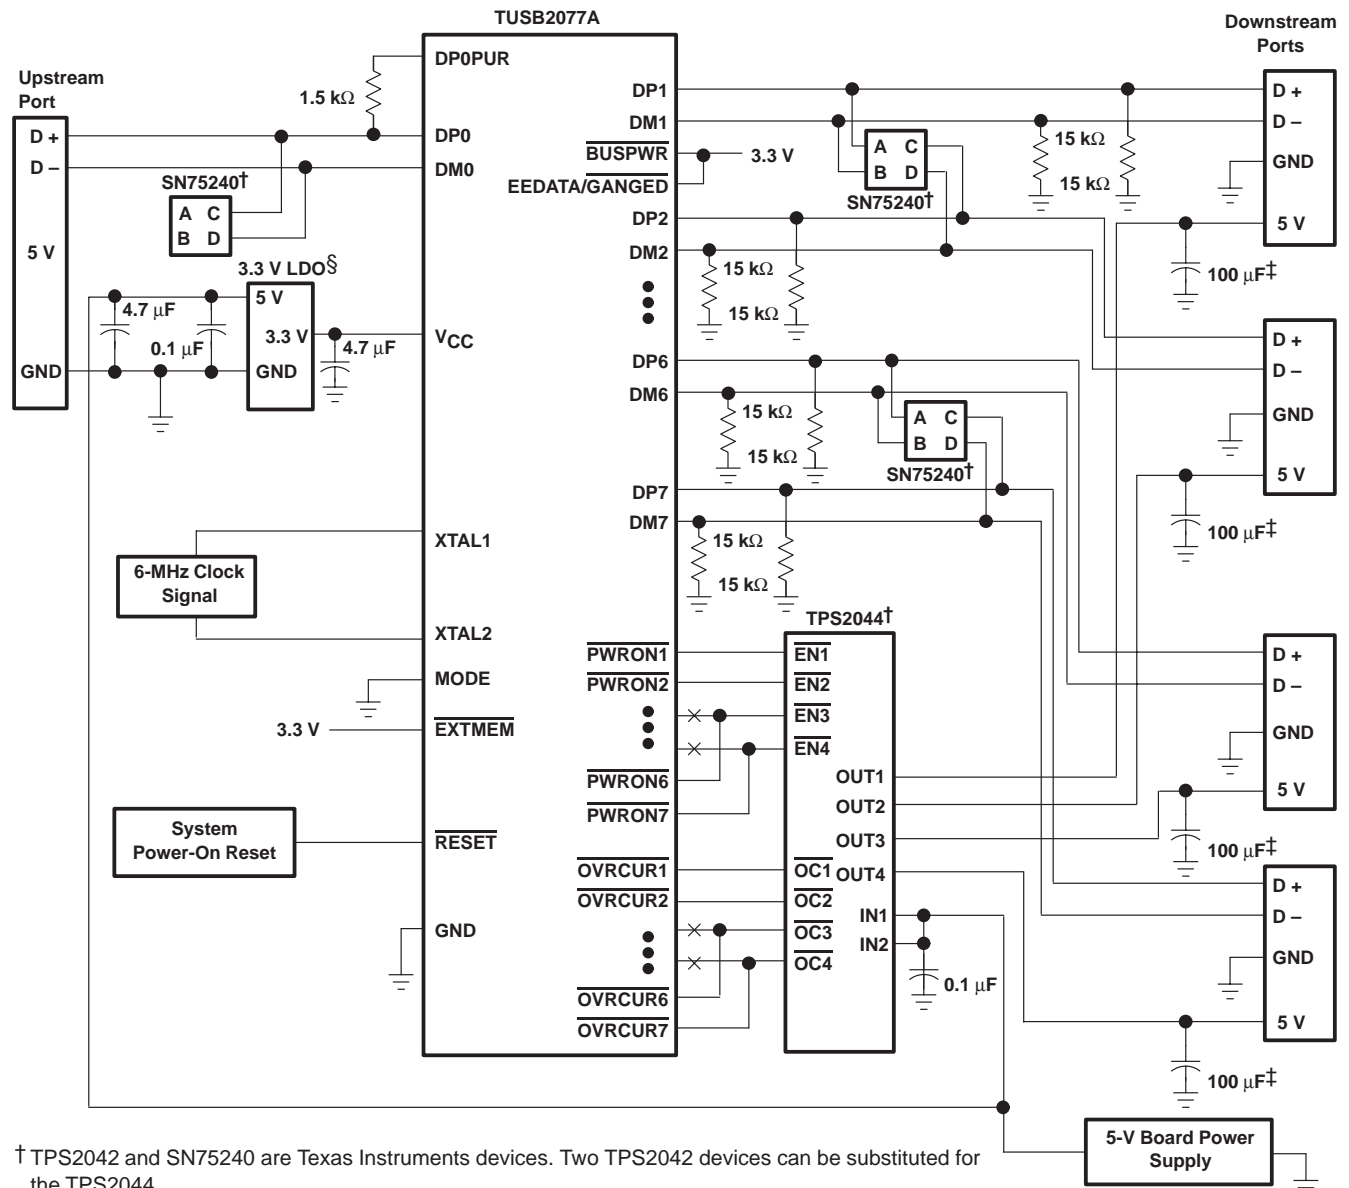 TUSB2077A
Downstream
Ports
Upstream
Port
D +
D –
5 V
GND
1.5 kΩ
SN75240†
A C
B D
3.3 V LDO§
5 V
3.3 V
GND
4.7 µF
0.1 µF
4.7 µF
DP0PUR
DP0
DM0
VCC
XTAL1
6-MHz Clock
Signal
XTAL2
MODE
3.3 V
EXTMEM
System
Power-On Reset
RESET
GND
DP1
DM1
BUSPWR
3.3 V
EEDATA/GANGED
DP2
DM2
DP6
DM6
DP7
DM7
PWRON1
PWRON2
PWRON6
PWRON7
OVRCUR1
OVRCUR2
OVRCUR6
OVRCUR7
A C
B D
SN75240†
15 kΩ
15 kΩ
15 kΩ
15 kΩ
15 kΩ
15 kΩ
A C
B D
SN75240†
15 kΩ
15 kΩ
TPS2044†
EN1
EN2
EN3
EN4
OUT1
OUT2
OUT3
OC1 OUT4
OC2
IN1
OC3
IN2
OC4
0.1 µF
D +
D –
GND
5 V
100 µF‡
D +
D –
GND
5 V
100 µF‡
D +
D –
GND
5 V
100 µF‡
D +
D –
GND
5 V
100 µF‡
5-V Board Power
Supply
† TPS2042 and SN75240 are Texas Instruments devices. Two TPS2042 devices can be substituted for
the TPS2044